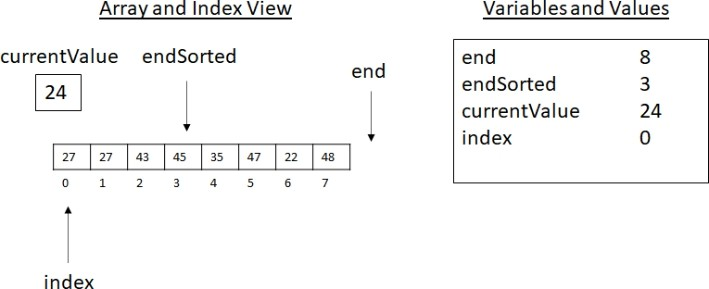 Array and Index View
currentValue endSorted end
24
27 27 43 45 35 47 22 48
0 1 2 3 4 5 6 7
index
Variables and Values
end 8
endSorted 3
currentValue 24
index 0